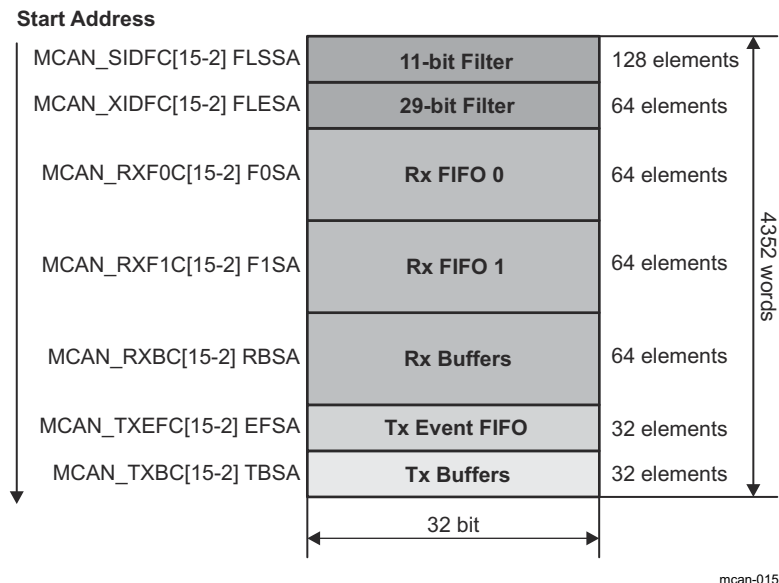 Start Address
MCAN_SIDFC[15-2] FLSSA 11-bit Filter 128 elements
MCAN_XIDFC[15-2] FLESA 29-bit Filter 64 elements
MCAN_RXF0C[15-2] F0SA Rx FIFO 0 64 elements
MCAN_RXF1C[15-2] F1SA Rx FIFO 1 64 elements
4352 words
MCAN_RXBC[15-2] RBSA Rx Buffers 64 elements
MCAN_TXEFC[15-2] EFSA Tx Event FIFO 32 elements
MCAN_TXBC[15-2] TBSA Tx Buffers 32 elements
32 bit
mcan-015